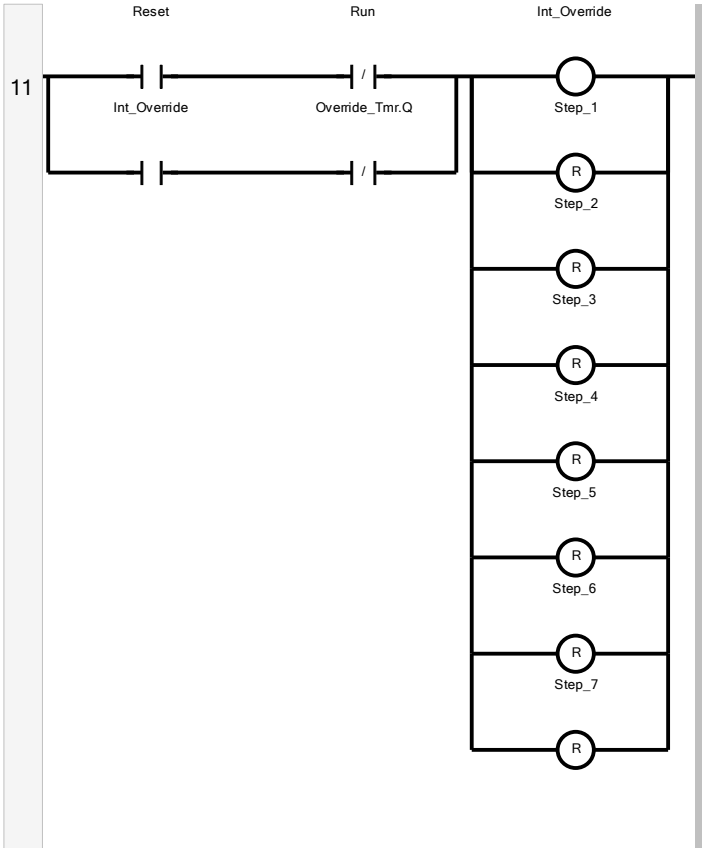 Reset Run Int_Override
11
/
Int_Override Override_Tmr.Q Step_1
/ R
Step_2
R
Step_3
R
Step_4
R
Step_5
R
Step_6
R
Step_7
R